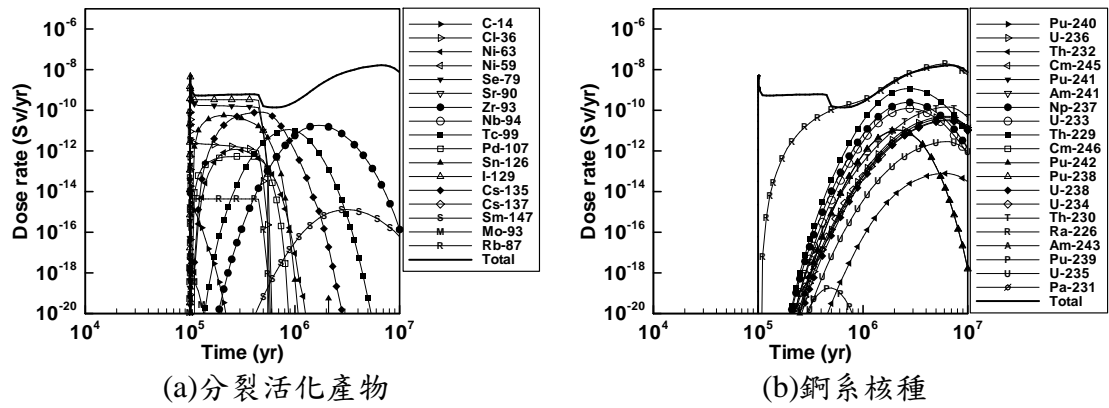 Dose rate (Sv/yr)
10^-6
10^-8
10^-10
10^-12
10^-14
10^-16
10^-18
10^-20
10^4
10^5
10^6
10^7
Time (yr)
C-14
Cl-36
Ni-63
Ni-59
Se-79
Sr-90
Zr-93
Nb-94
Tc-99
Pd-107
Sn-126
I-129
Cs-135
Cs-137
Sm-147
Mo-93
Rb-87
Total
(a)分裂活化產物
Dose rate (Sv/yr)
10^-6
10^-8
10^-10
10^-12
10^-14
10^-16
10^-18
10^-20
10^4
10^5
10^6
10^7
Time (yr)
Pu-240
U-236
Th-232
Cm-245
Pu-241
Am-241
Np-237
U-233
Th-229
Cm-246
Pu-242
Pu-238
U-238
U-234
Th-230
Ra-226
Am-243
Pu-239
U-235
Pa-231
Total
(b)錒系核種